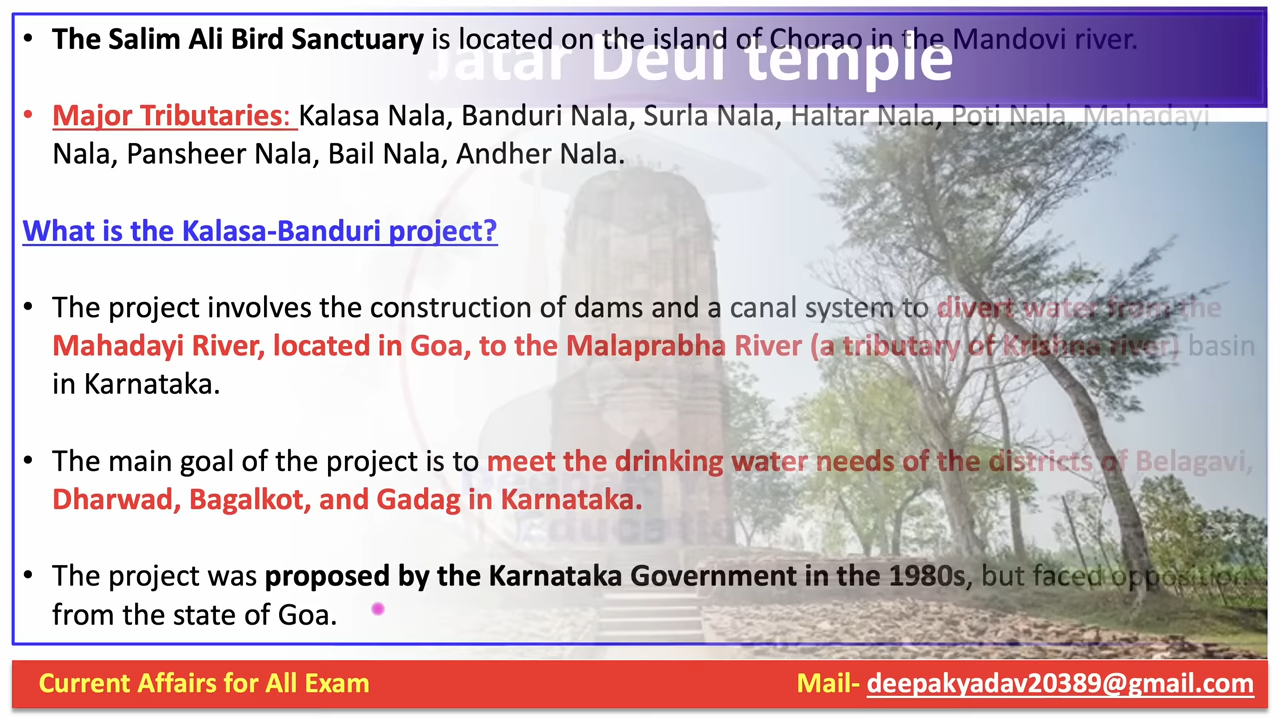 Jatar Deul temple
• The Salim Ali Bird Sanctuary is located on the island of Chorao in the Mandovi river.
• Major Tributaries: Kalasa Nala, Banduri Nala, Surla Nala, Haltar Nala, Poti Nala, Mahadayi
Nala, Pansheer Nala, Bail Nala, Andher Nala.
What is the Kalasa-Banduri project?
• The project involves the construction of dams and a canal system to divert water from the
Mahadayi River, located in Goa, to the Malaprabha River (a tributary of Krishna river) basin
in Karnataka.
• The main goal of the project is to meet the drinking water needs of the districts of Belagavi,
Dharwad, Bagalkot, and Gadag in Karnataka.
• The project was proposed by the Karnataka Government in the 1980s, but faced opposition
from the state of Goa.
Current Affairs for All Exam
Mail- deepakyadav20389@gmail.com